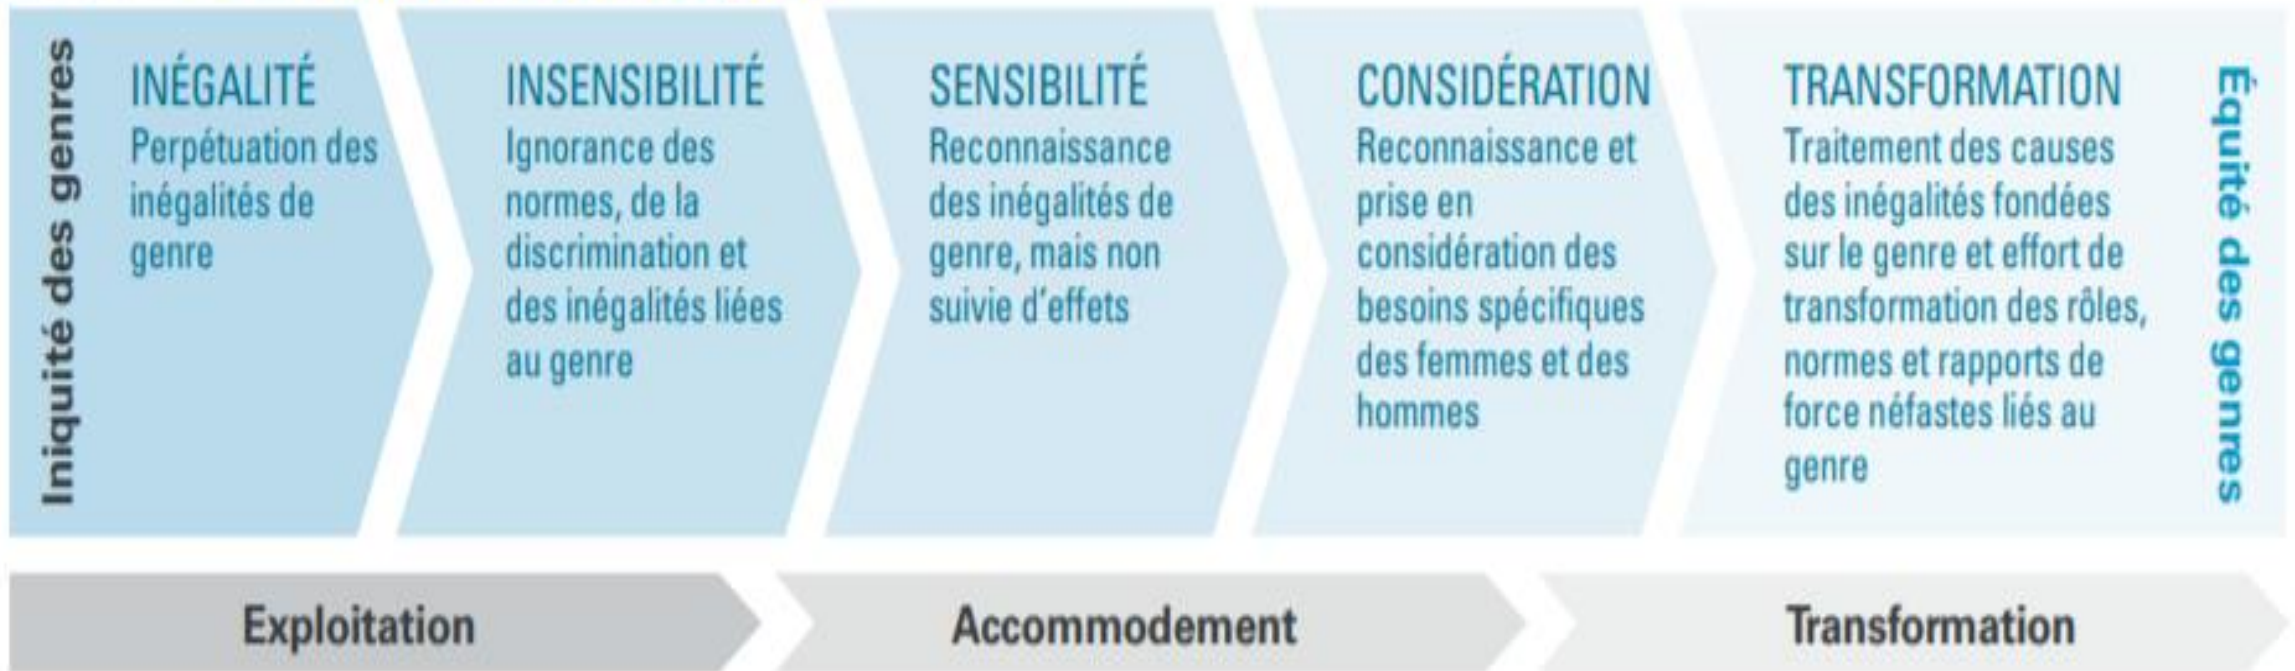 Iniquité des genres
INÉGALITÉ
Perpétuation des
inégalités de
genre
INSENSIBILITÉ
Ignorance des
normes, de la
discrimination et
des inégalités liées
au genre
SENSIBILITÉ
Reconnaissance
des inégalités de
genre, mais non
suivie d'effets
CONSIDÉRATION
Reconnaissance et
prise en
considération des
besoins spécifiques
des femmes et des
hommes
TRANSFORMATION
Traitement des causes
des inégalités fondées
sur le genre et effort de
transformation des rôles,
normes et rapports de
force néfastes liés au
genre
Équité des genres
Exploitation
Accommodement
Transformation